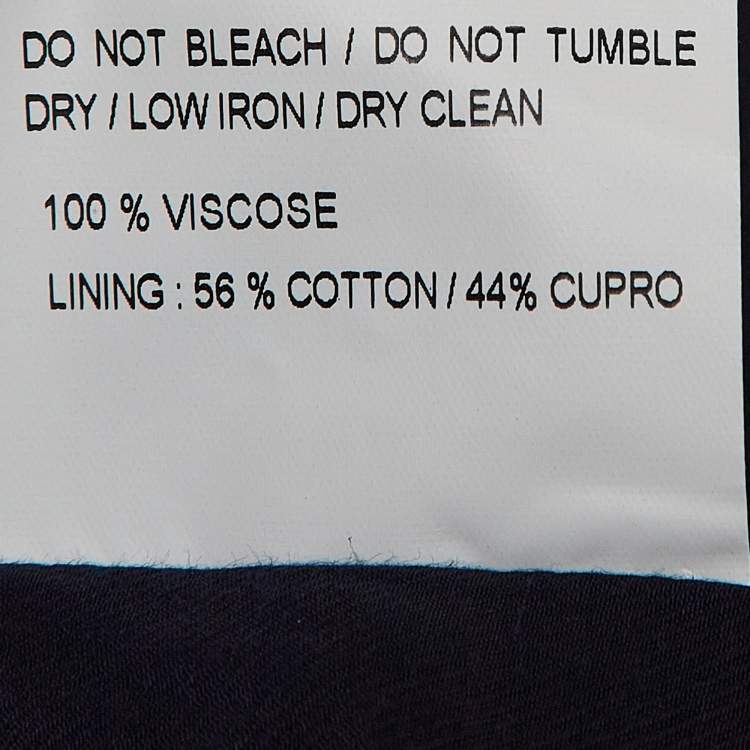 DO NOT BLEACH / DO NOT TUMBLE
DRY / LOW IRON / DRY CLEAN
100 % VISCOSE
LINING : 56 % COTTON / 44% CUPRO